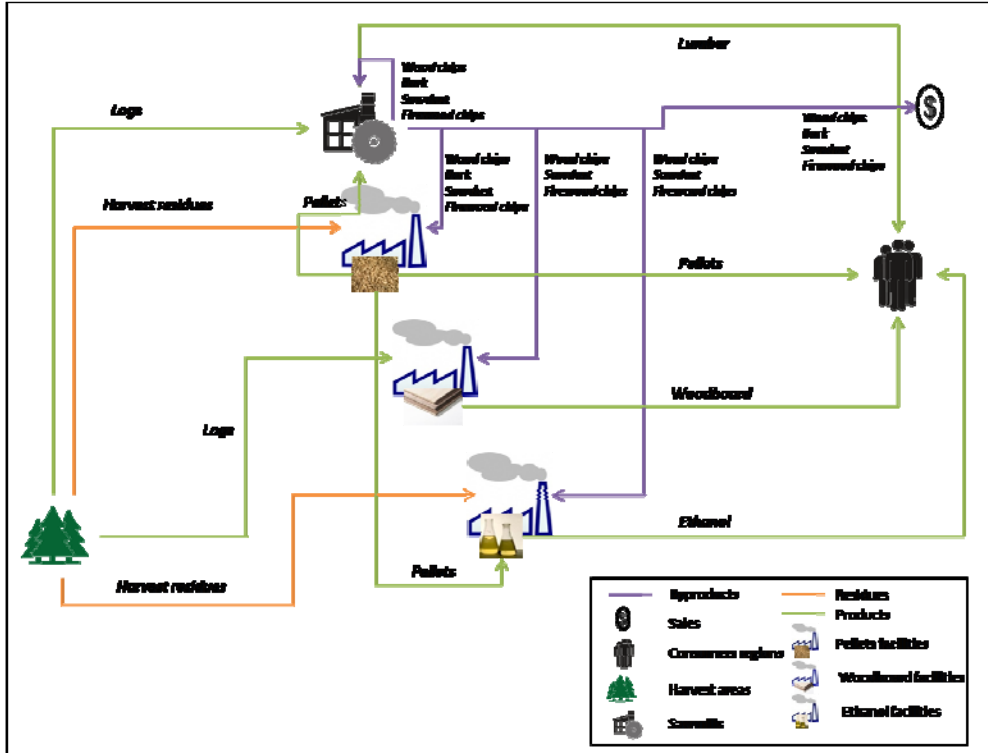 Lumber
Wood chips
Bark
Sawdust
Firewood chips
Logs
$
Wood chips
Bark
Sawdust
Firewood chips
Wood chips
Bark
Sawdust
Firewood chips
Wood chips
Sawdust
Firewood chips
Wood chips
Sawdust
Firewood chips
Pellets
Harvest residues
Pellets
Woodboard
Logs
Ethanol
Pellets
Harvest residues
Byproducts
Residues
Products
Sales
Pellets facilities
Consumer regions
Woodboard facilities
Harvest areas
Ethanol facilities
Sawmills